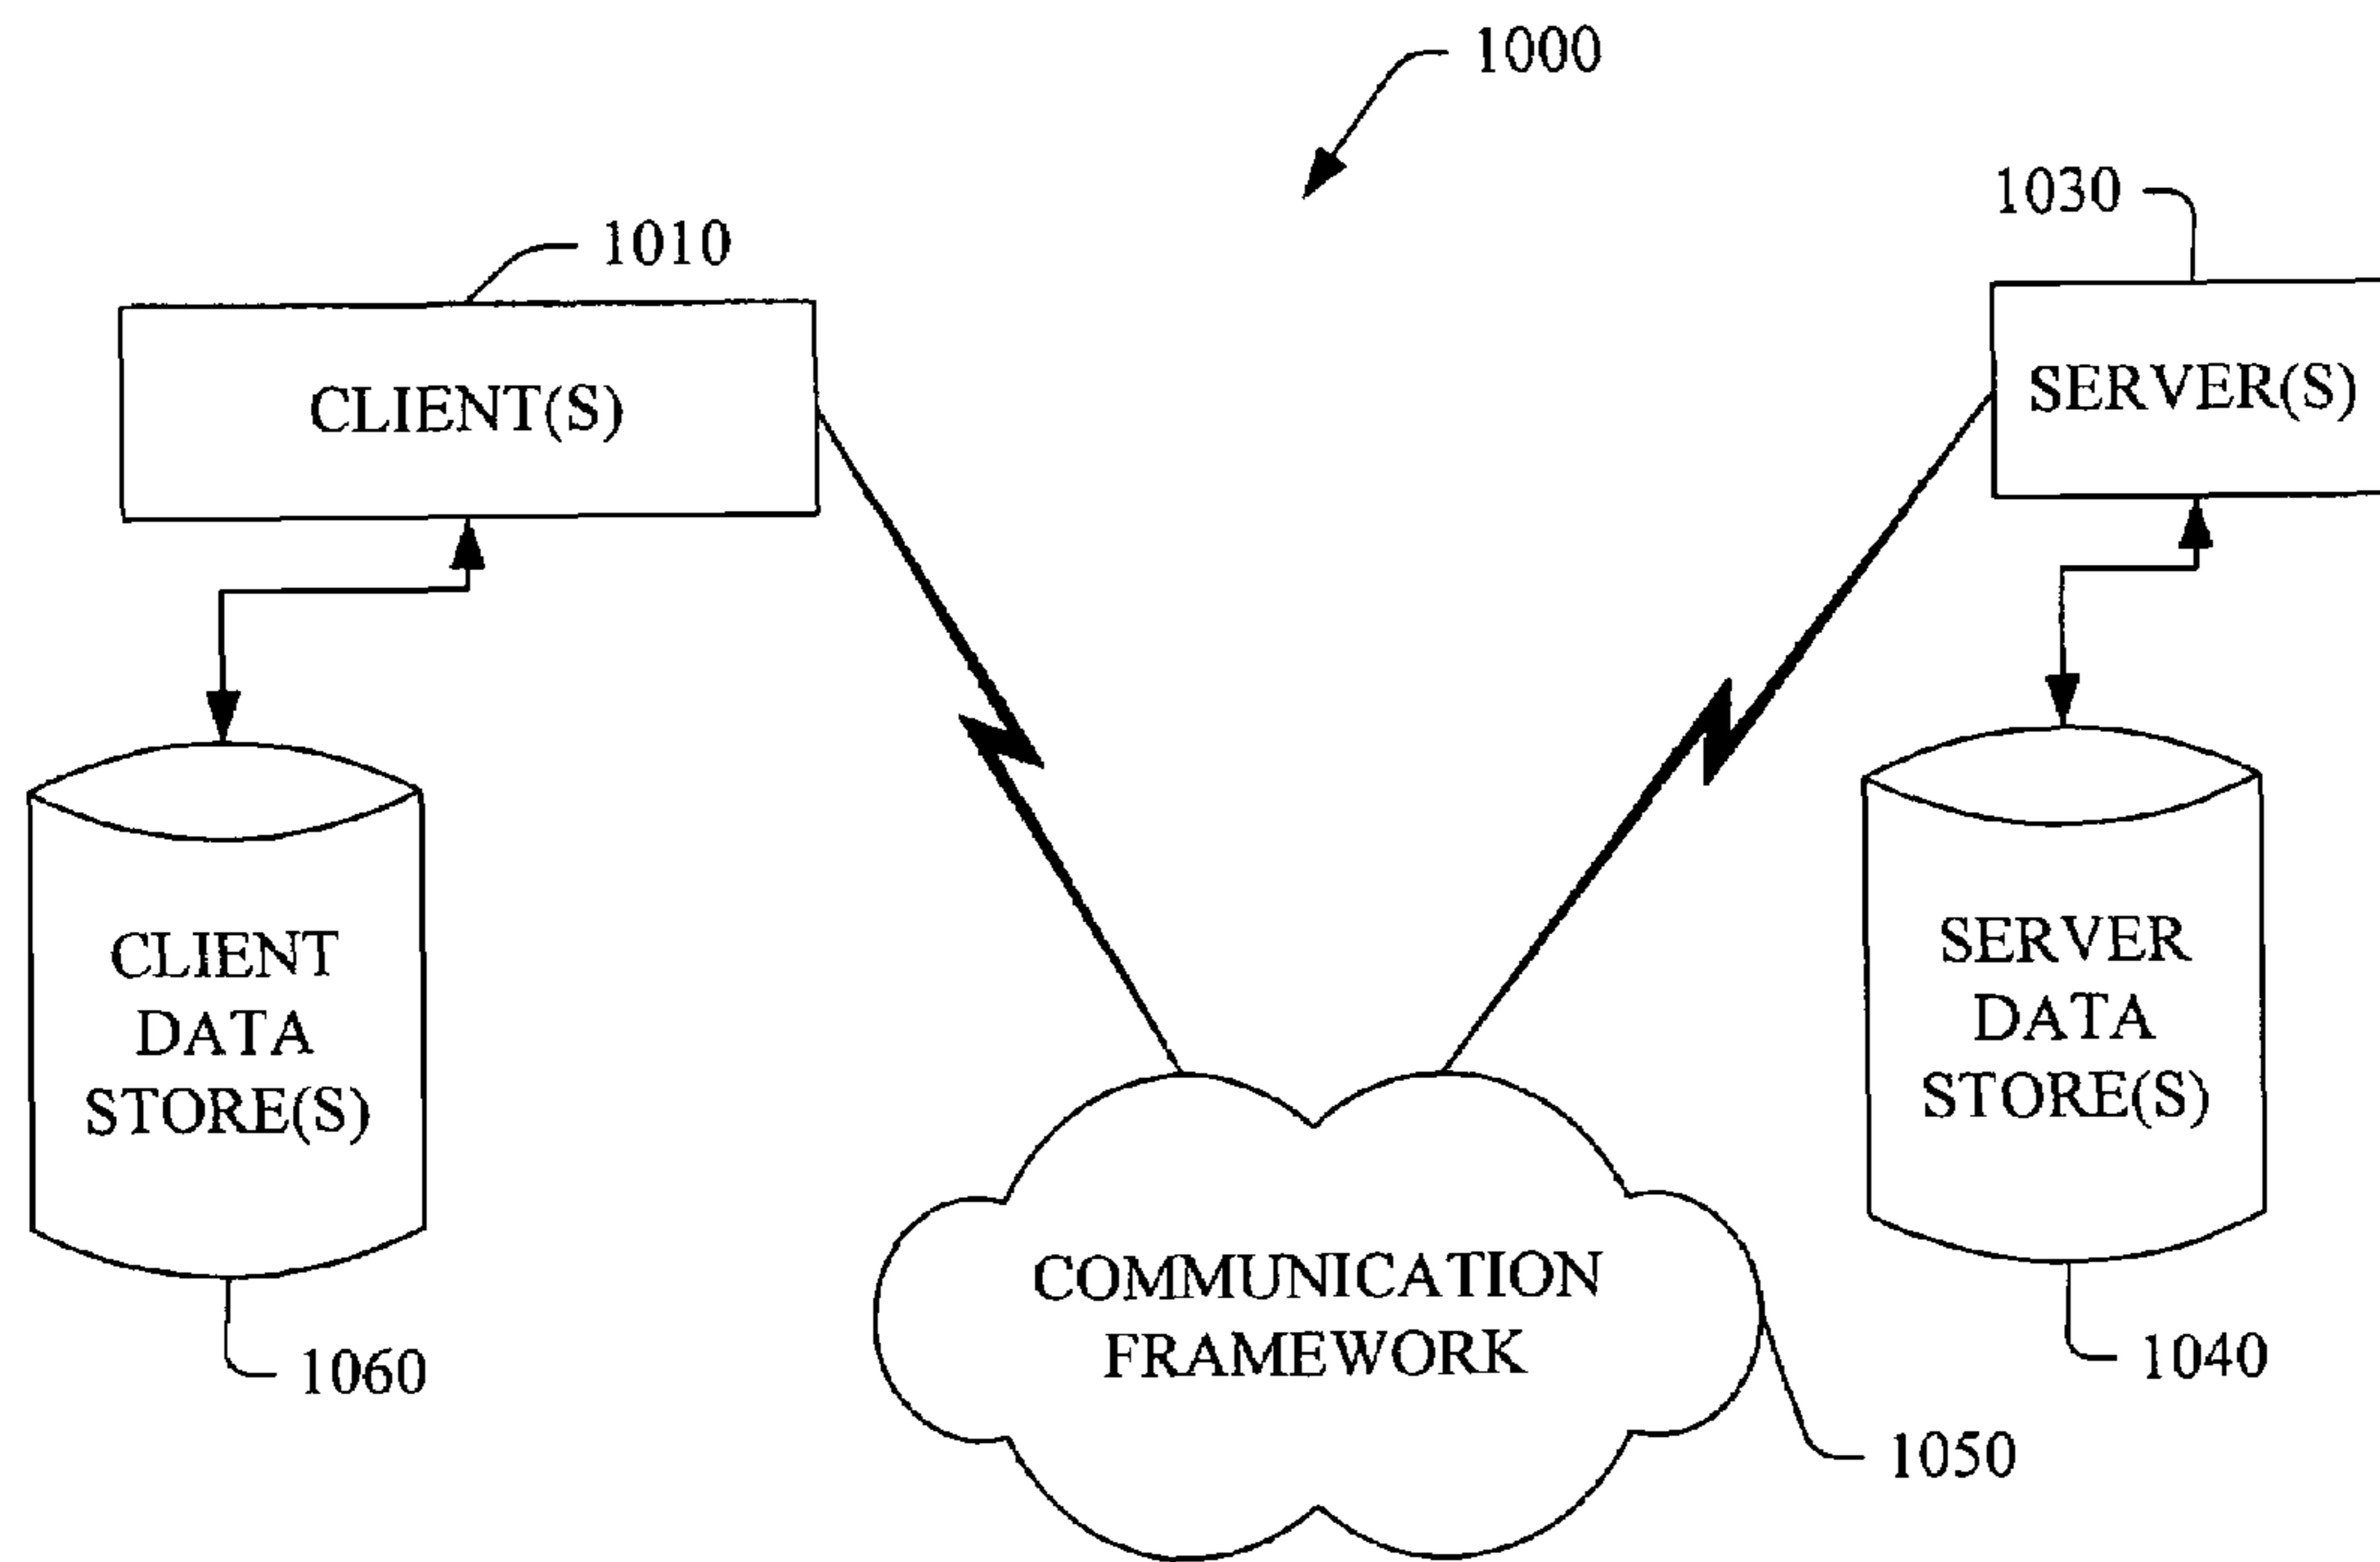 1000
1030
1010
CLIENT(S)
SERVER(S)
CLIENT
DATA
STORE(S)
SERVER
DATA
STORE(S)
COMMUNICATION
FRAMEWORK
1060
1040
1050